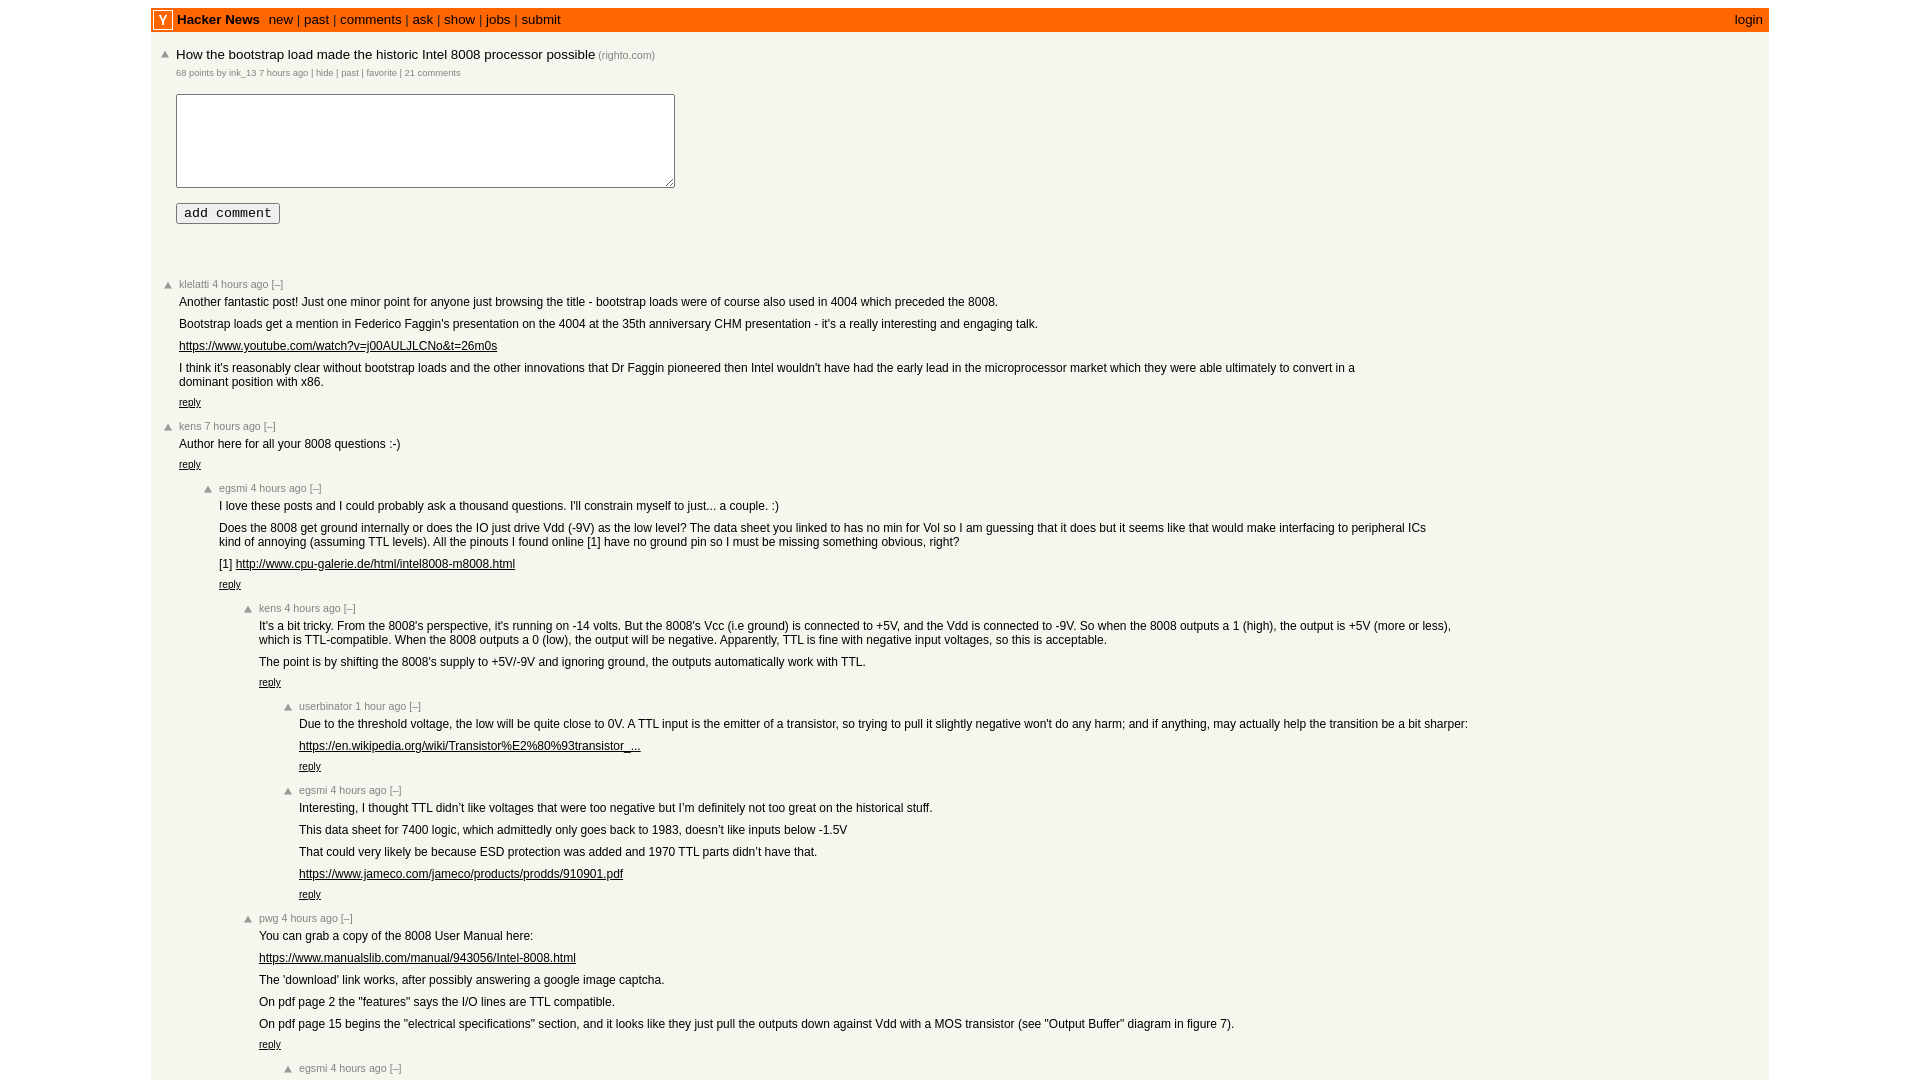 Y Hacker News new | past | comments | ask | show | jobs | submit login
How the bootstrap load made the historic Intel 8008 processor possible (righto.com)
68 points by ink_13 7 hours ago | hide | past | favorite | 21 comments
add comment
klelatti 4 hours ago [–]
Another fantastic post! Just one minor point for anyone just browsing the title - bootstrap loads were of course also used in 4004 which preceded the 8008.
Bootstrap loads get a mention in Federico Faggin's presentation on the 4004 at the 35th anniversary CHM presentation - it's a really interesting and engaging talk.
https://www.youtube.com/watch?v=j00AULJLCNo&t=26m0s
I think it's reasonably clear without bootstrap loads and the other innovations that Dr Faggin pioneered then Intel wouldn't have had the early lead in the microprocessor market which they were able ultimately to convert in a
dominant position with x86.
reply
kens 7 hours ago [–]
Author here for all your 8008 questions :-)
reply
egsmi 4 hours ago [–]
I love these posts and I could probably ask a thousand questions. I'll constrain myself to just... a couple. :)
Does the 8008 get ground internally or does the IO just drive Vdd (-9V) as the low level? The data sheet you linked to has no min for Vol so I am guessing that it does but it seems like that would make interfacing to peripheral ICs
kind of annoying (assuming TTL levels). All the pinouts I found online [1] have no ground pin so I must be missing something obvious, right?
[1] http://www.cpu-galerie.de/html/intel8008-m8008.html
reply
kens 4 hours ago [–]
It's a bit tricky. From the 8008's perspective, it's running on -14 volts. But the 8008's Vcc (i.e ground) is connected to +5V, and the Vdd is connected to -9V. So when the 8008 outputs a 1 (high), the output is +5V (more or less),
which is TTL-compatible. When the 8008 outputs a 0 (low), the output will be negative. Apparently, TTL is fine with negative input voltages, so this is acceptable.
The point is by shifting the 8008's supply to +5V/-9V and ignoring ground, the outputs automatically work with TTL.
reply
userbinator 1 hour ago [–]
Due to the threshold voltage, the low will be quite close to 0V. A TTL input is the emitter of a transistor, so trying to pull it slightly negative won't do any harm; and if anything, may actually help the transition be a bit sharper:
https://en.wikipedia.org/wiki/Transistor%E2%80%93transistor_...
reply
egsmi 4 hours ago [–]
Interesting, I thought TTL didn’t like voltages that were too negative but I’m definitely not too great on the historical stuff.
This data sheet for 7400 logic, which admittedly only goes back to 1983, doesn’t like inputs below -1.5V
That could very likely be because ESD protection was added and 1970 TTL parts didn’t have that.
https://www.jameco.com/jameco/products/prodds/910901.pdf
reply
pwg 4 hours ago [–]
You can grab a copy of the 8008 User Manual here:
https://www.manualslib.com/manual/943056/Intel-8008.html
The 'download' link works, after possibly answering a google image captcha.
On pdf page 2 the "features" says the I/O lines are TTL compatible.
On pdf page 15 begins the "electrical specifications" section, and it looks like they just pull the outputs down against Vdd with a MOS transistor (see "Output Buffer" diagram in figure 7).
reply
egsmi 4 hours ago [–]